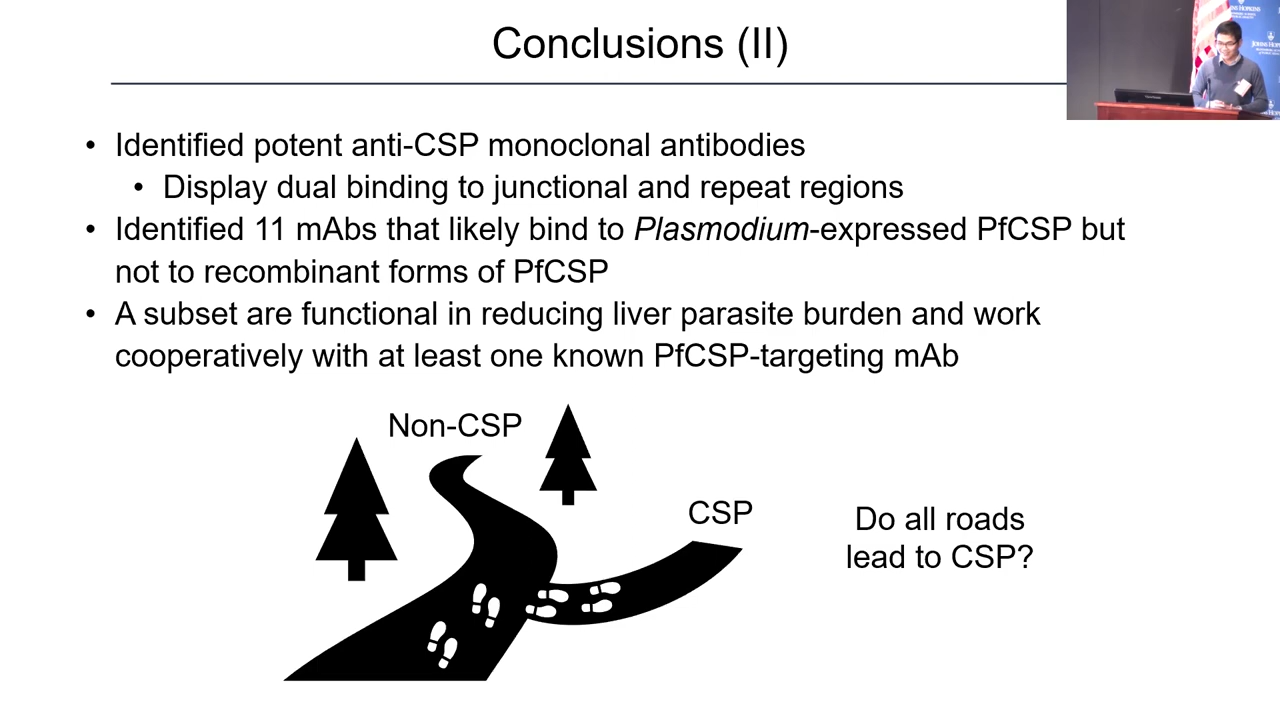 Conclusions (II)
• Identified potent anti-CSP monoclonal antibodies
• Display dual binding to junctional and repeat regions
• Identified 11 mAbs that likely bind to Plasmodium-expressed PfCSP but
not to recombinant forms of PfCSP
• A subset are functional in reducing liver parasite burden and work
cooperatively with at least one known PfCSP-targeting mAb
Non-CSP
CSP
Do all roads
lead to CSP?